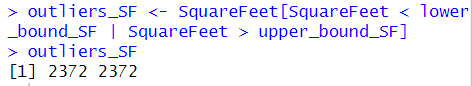 > outliers_SF <- SquareFeet[SquareFeet < lower
_bound_SF | SquareFeet > upper_bound_SF]
> outliers_SF
[1] 2372 2372